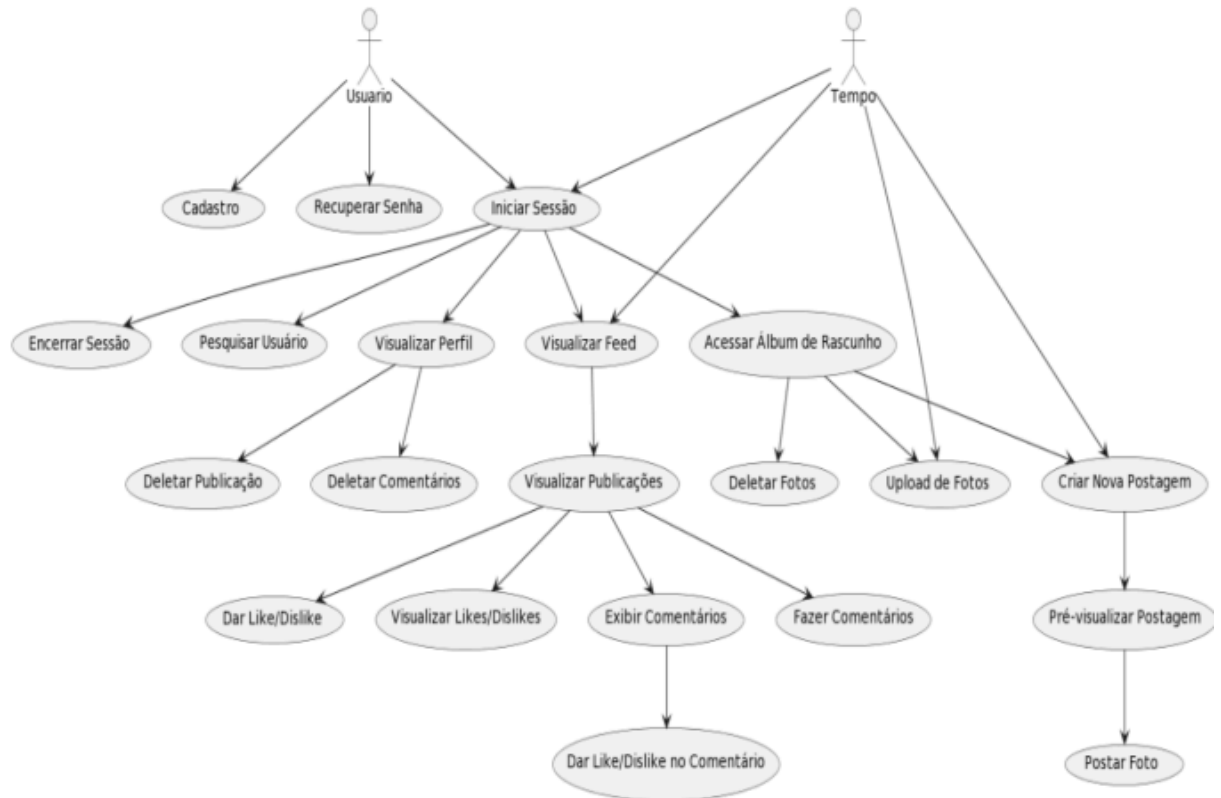 Usuario
Tempo
Cadastro
Recuperar Senha
Iniciar Sessão
Encerrar Sessão
Pesquisar Usuário
Visualizar Perfil
Visualizar Feed
Acessar Álbum de Rascunho
Deletar Publicação
Deletar Comentários
Visualizar Publicações
Deletar Fotos
Upload de Fotos
Criar Nova Postagem
Dar Like/Dislike
Visualizar Likes/Dislikes
Exibir Comentários
Fazer Comentários
Pré-visualizar Postagem
Dar Like/Dislike no Comentário
Postar Foto